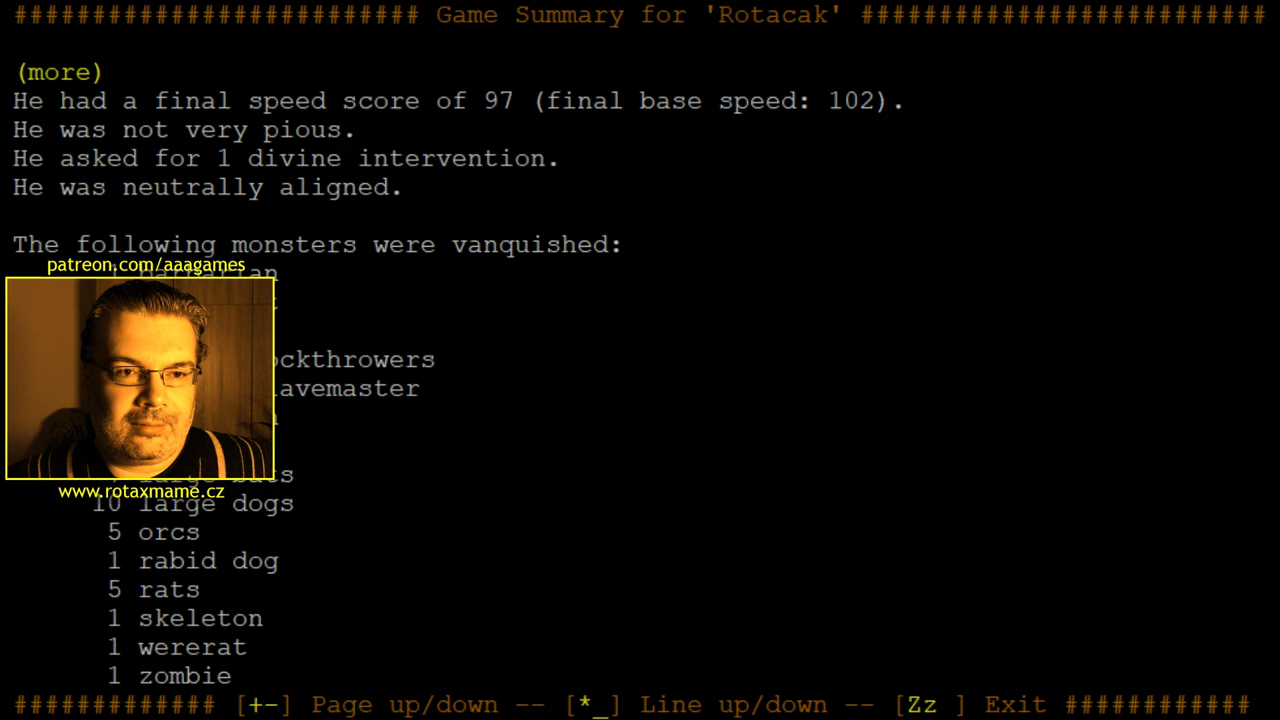 ########################## Game Summary for 'Rotacak' ##########################
(more)
He had a final speed score of 97 (final base speed: 102).
He was not very pious.
He asked for 1 divine intervention.
He was neutrally aligned.
The following monsters were vanquished:
patreon.com/aaagames
www.rotaxmame.cz
10 large dogs
5 orcs
1 rabid dog
5 rats
1 skeleton
1 wererat
1 zombie
############# [+-] Page up/down -- [*_] Line up/down -- [Zz ] Exit ############